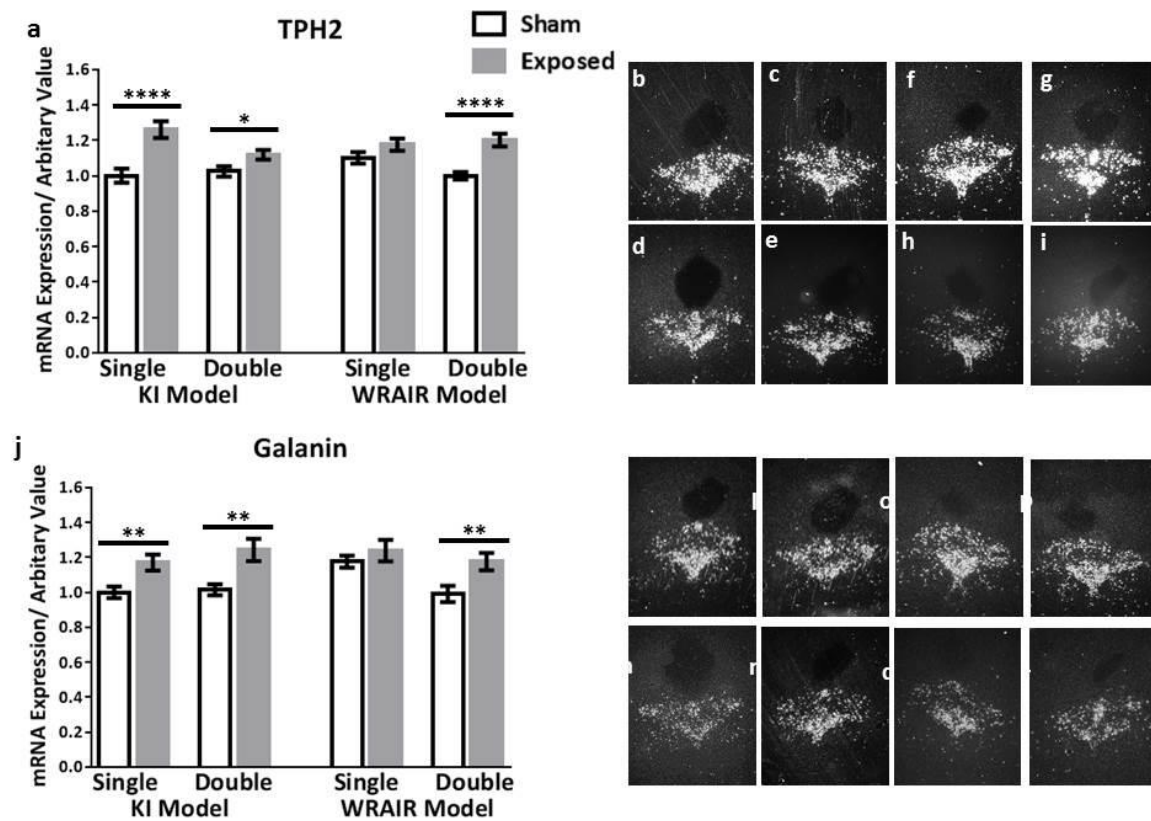 a
TPH2
Sham
Exposed
mRNA Expression/ Arbitary Value
1.6
1.4
1.2
1.0
0.8
0.6
0.4
0.2
0.0
****
*
****
Single Double Single Double
KI Model WRAIR Model
b c f g
d e h i
j
Galanin
mRNA Expression/ Arbitary Value
1.6
1.4
1.2
1.0
0.8
0.6
0.4
0.2
0.0
**
**
**
Single Double Single Double
KI Model WRAIR Model
o